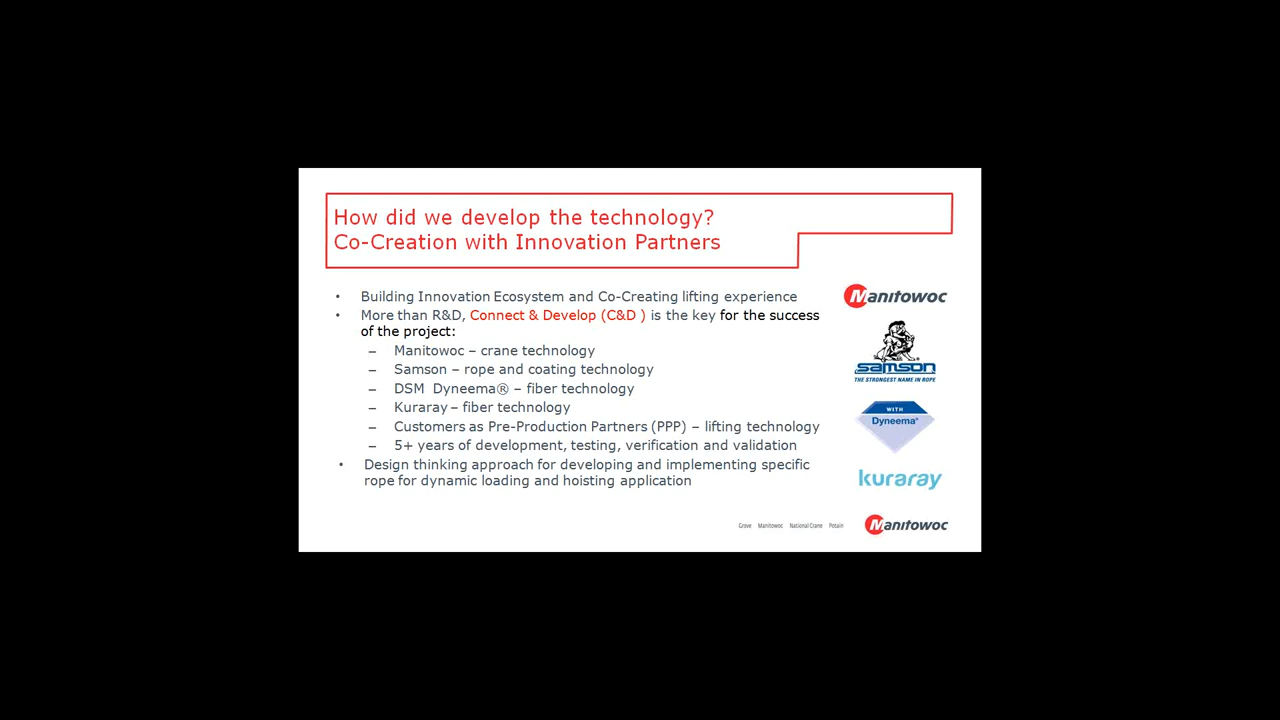 How did we develop the technology?
Co-Creation with Innovation Partners
• Building Innovation Ecosystem and Co-Creating lifting experience
• More than R&D, Connect & Develop (C&D ) is the key for the success
of the project:
– Manitowoc – crane technology
– Samson – rope and coating technology
– DSM Dyneema® – fiber technology
– Kuraray – fiber technology
– Customers as Pre-Production Partners (PPP) – lifting technology
– 5+ years of development, testing, verification and validation
• Design thinking approach for developing and implementing specific
rope for dynamic loading and hoisting application
Manitowoc
SAMSON
THE STRONGEST NAME IN ROPE
WITH
Dyneema®
kuraray
Grove Manitowoc National Crane Potain
Manitowoc